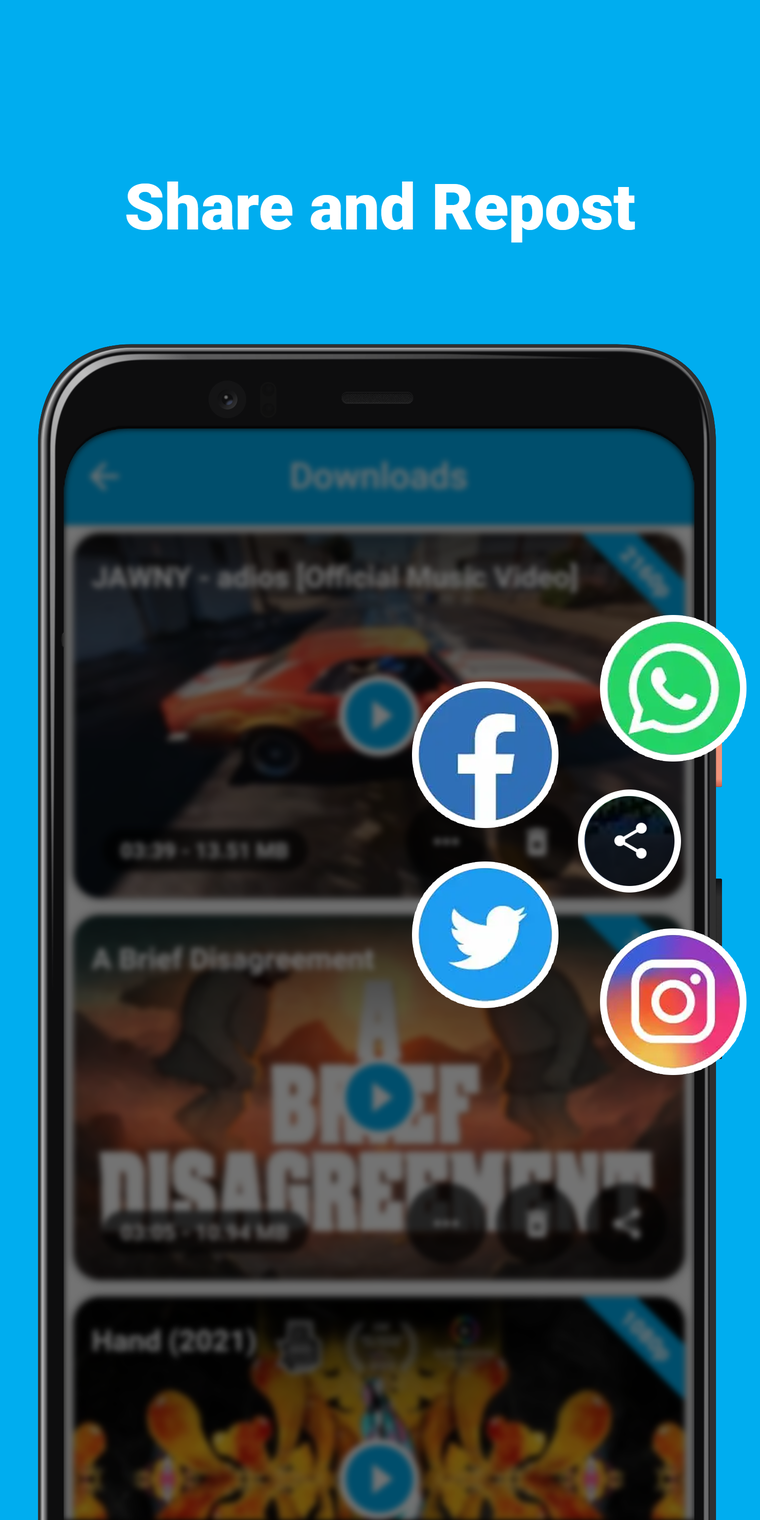 Share and Repost
Downloads
JAWNY - adios [Official Music Video]
2160p
03:39 - 13.51 MB
A Brief Disagreement
A
BRIEF
DISAGREEMENT
03:05 - 10.94 MB
Hand (2021)
1080p